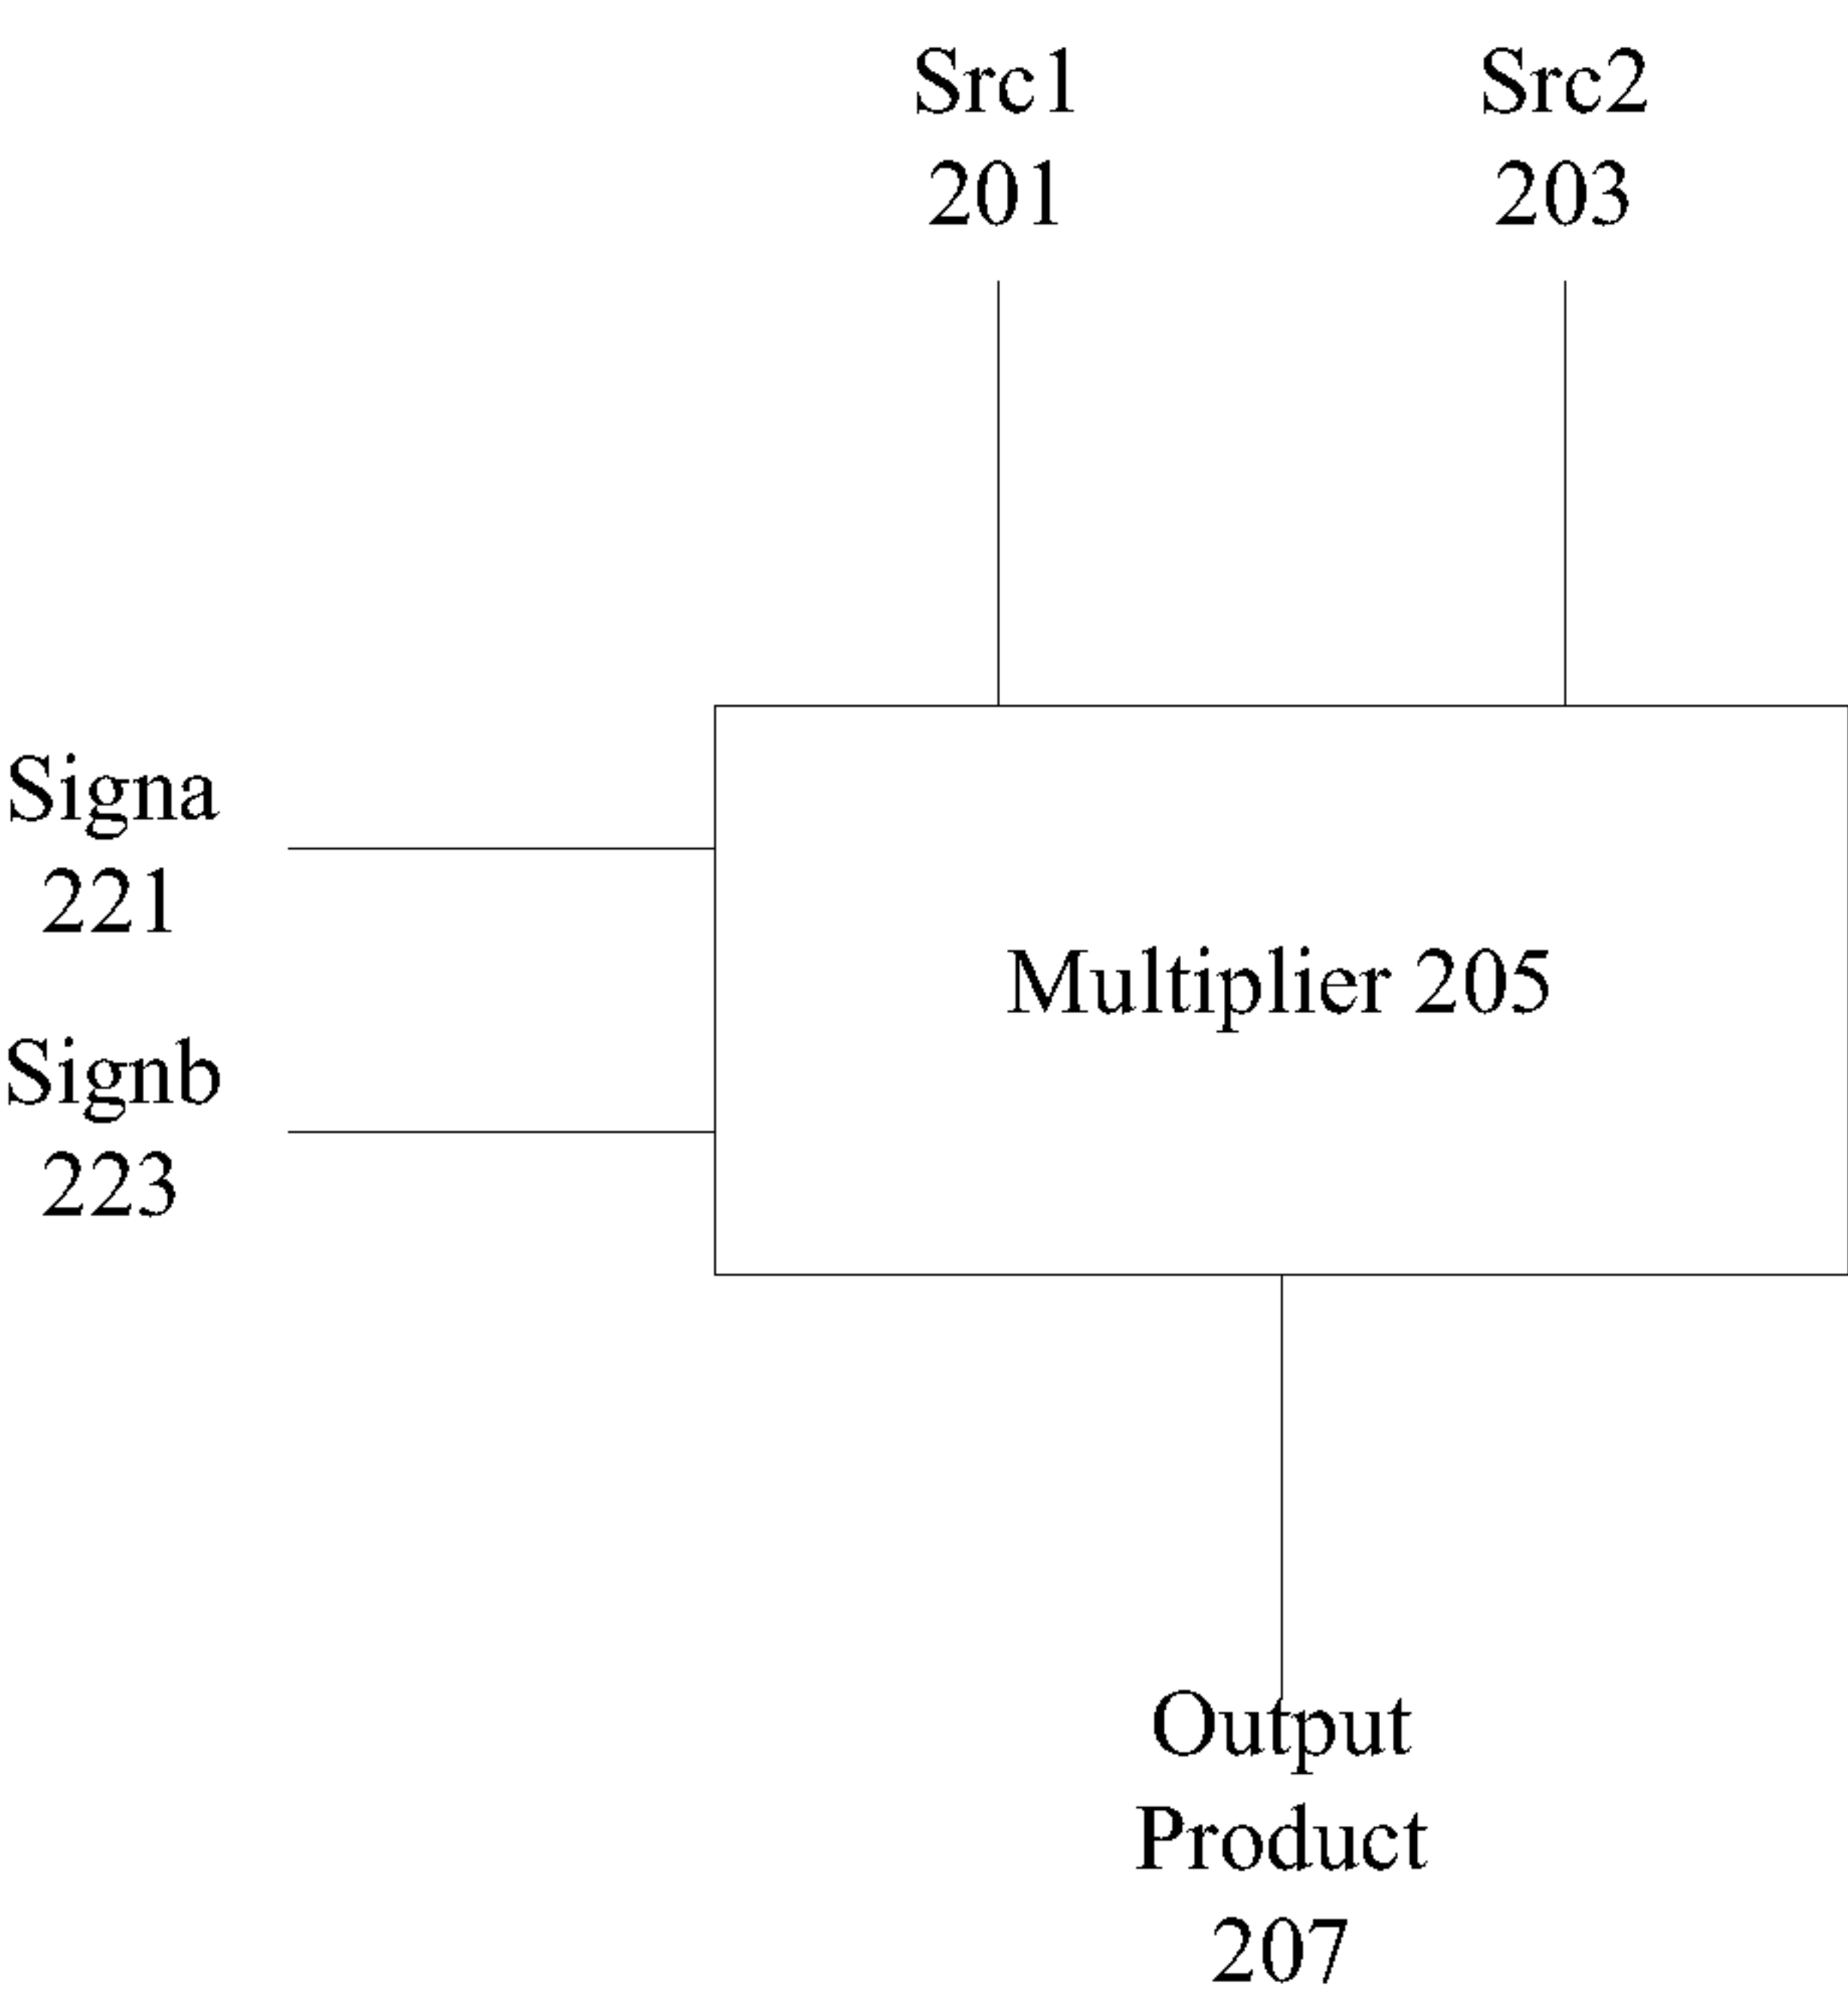 Src1
201
Src2
203
Signa
221
Multiplier 205
Signb
223
Output
Product
207